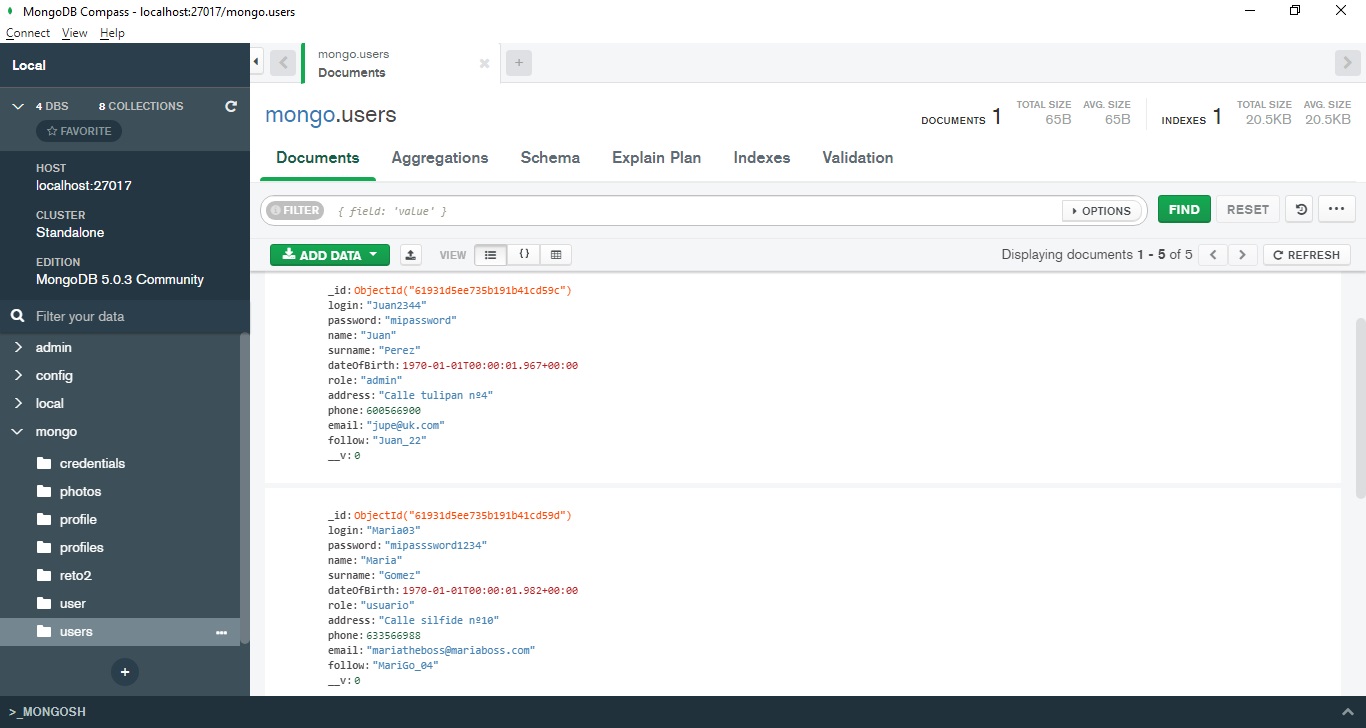 MongoDB Compass - localhost:27017/mongo.users
Connect View Help
Local
4 DBS 8 COLLECTIONS
FAVORITE
HOST
localhost:27017
CLUSTER
Standalone
EDITION
MongoDB 5.0.3 Community
Filter your data
admin
config
local
mongo
credentials
photos
profile
profiles
reto2
user
users
>_MONGOSH
mongo.users
Documents
mongo.users
DOCUMENTS 1
TOTAL SIZE
65B
AVG. SIZE
65B
INDEXES 1
TOTAL SIZE
20.5KB
AVG. SIZE
20.5KB
Documents Aggregations Schema Explain Plan Indexes Validation
FILTER { field: 'value' } OPTIONS FIND RESET
ADD DATA VIEW Displaying documents 1 - 5 of 5 REFRESH
_id: ObjectId("61931d5ee735b191b41cd59c")
login: "Juan2344"
password: "mipassword"
name: "Juan"
surname: "Perez"
dateOfBirth: 1970-01-01T00:00:01.967+00:00
role: "admin"
address: "Calle tulipan nº4"
phone: 600566900
email: "jupe@uk.com"
follow: "Juan_22"
__v: 0
_id: ObjectId("61931d5ee735b191b41cd59d")
login: "Maria03"
password: "mipasssword1234"
name: "Maria"
surname: "Gomez"
dateOfBirth: 1970-01-01T00:00:01.982+00:00
role: "usuario"
address: "Calle silfide nº10"
phone: 633566988
email: "mariatheboss@mariaboss.com"
follow: "MariGo_04"
__v: 0